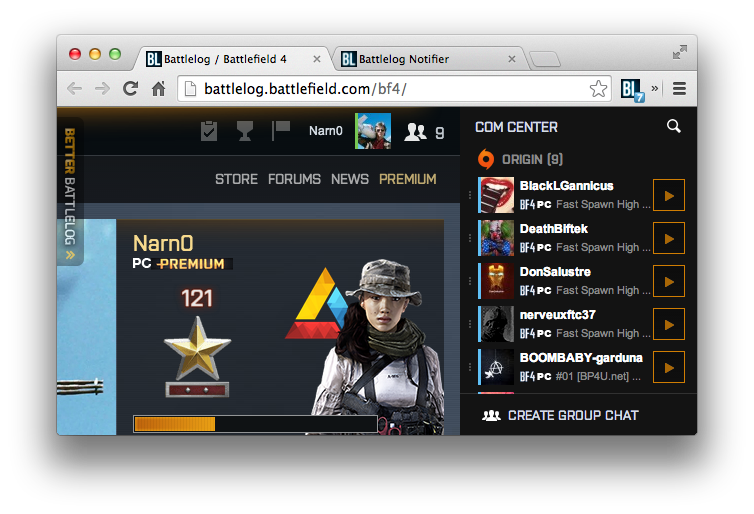 BL Battlelog / Battlefield 4
BL Battlelog Notifier
battlelog.battlefield.com/bf4/
BL
7
»
BETTER BATTLELOG »
Narn0
9
STORE FORUMS NEWS PREMIUM
Narn0
PC PREMIUM
121
COM CENTER
ORIGIN (9)
BlackLGannicus
BF4 PC Fast Spawn High ...
DeathBiftek
BF4 PC Fast Spawn High ...
DonSalustre
BF4 PC Fast Spawn High ...
nerveuxftc37
BF4 PC Fast Spawn High ...
BOOMBABY-garduna
BF4 PC #01 [BP4U.net] ...
CREATE GROUP CHAT